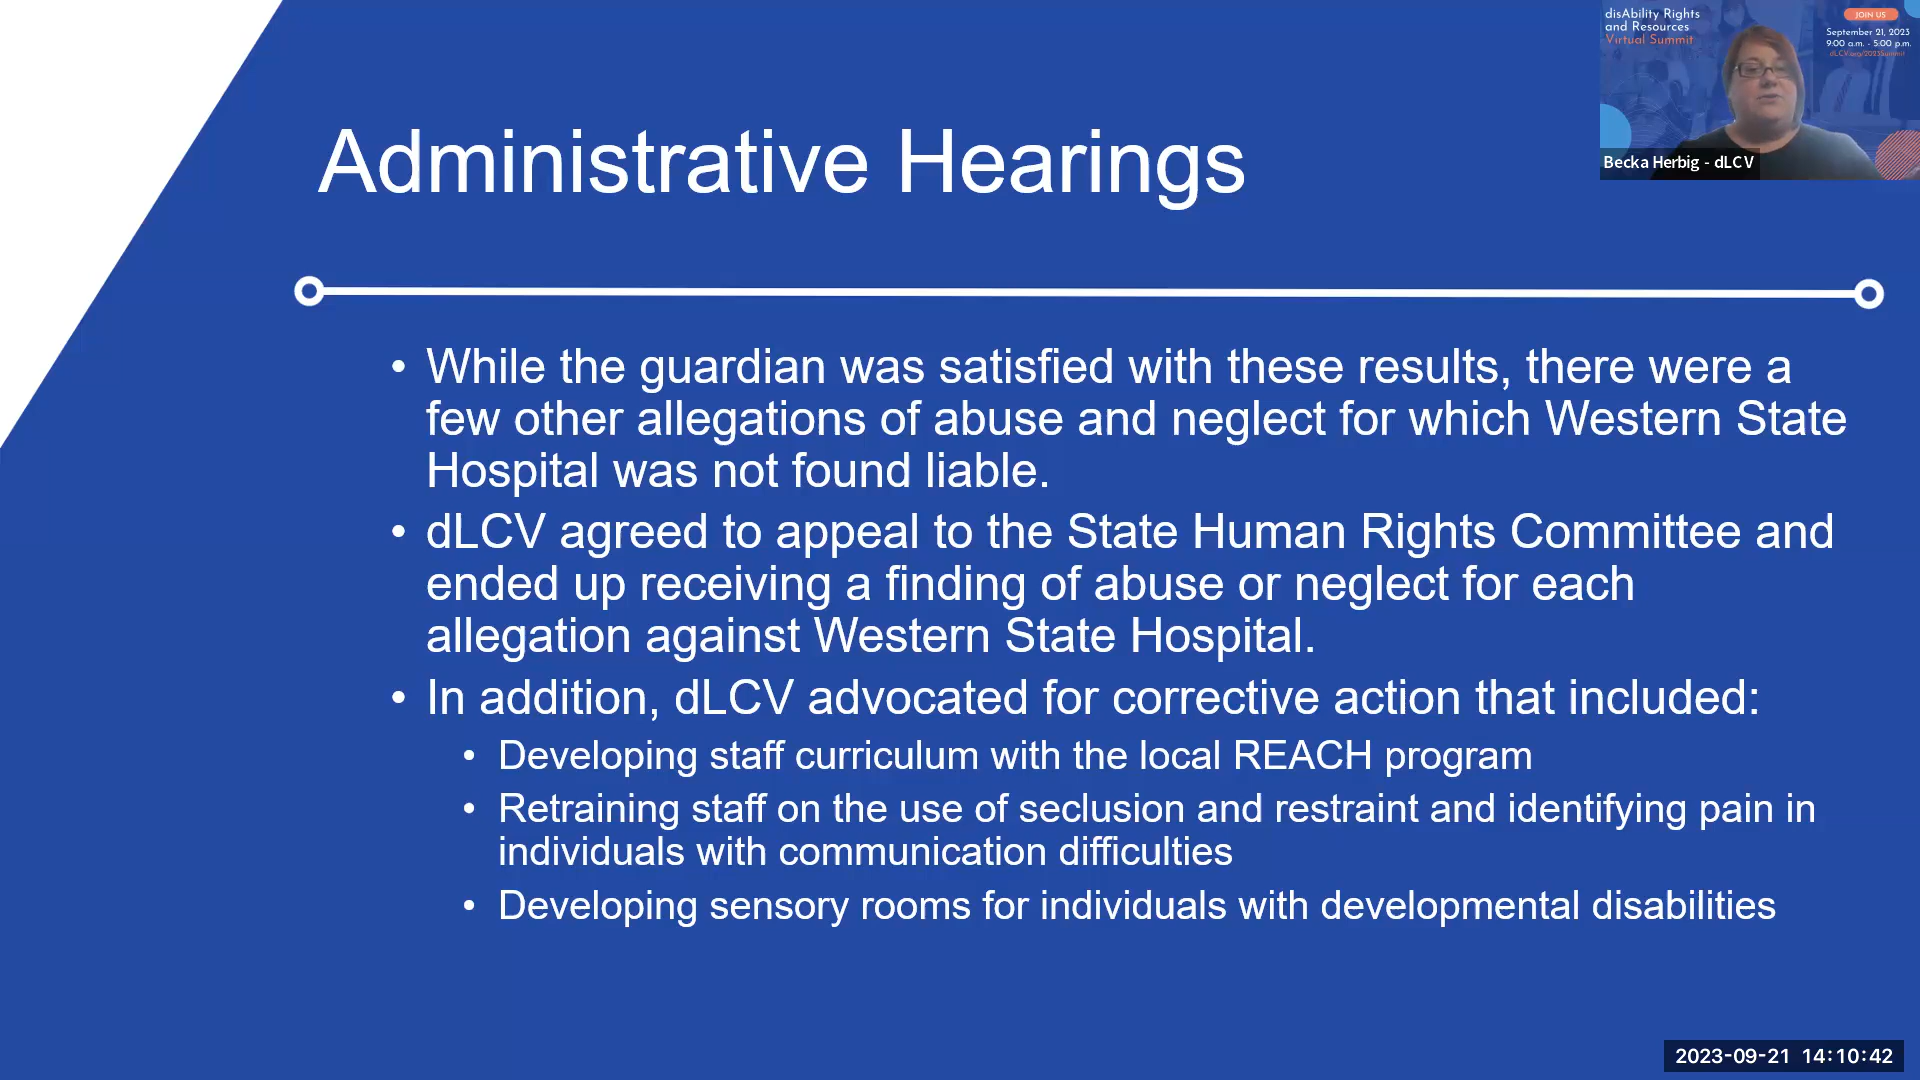 disAbility Rights
and Resources
Virtual Summit
JOIN US
September 21, 2023
9:00 a.m. - 5:00 p.m.
dLCV.org/2023Summit
Becka Herbig - dLCV
Administrative Hearings
• While the guardian was satisfied with these results, there were a
few other allegations of abuse and neglect for which Western State
Hospital was not found liable.
• dLCV agreed to appeal to the State Human Rights Committee and
ended up receiving a finding of abuse or neglect for each
allegation against Western State Hospital.
• In addition, dLCV advocated for corrective action that included:
• Developing staff curriculum with the local REACH program
• Retraining staff on the use of seclusion and restraint and identifying pain in
individuals with communication difficulties
• Developing sensory rooms for individuals with developmental disabilities
2023-09-21 14:10:42